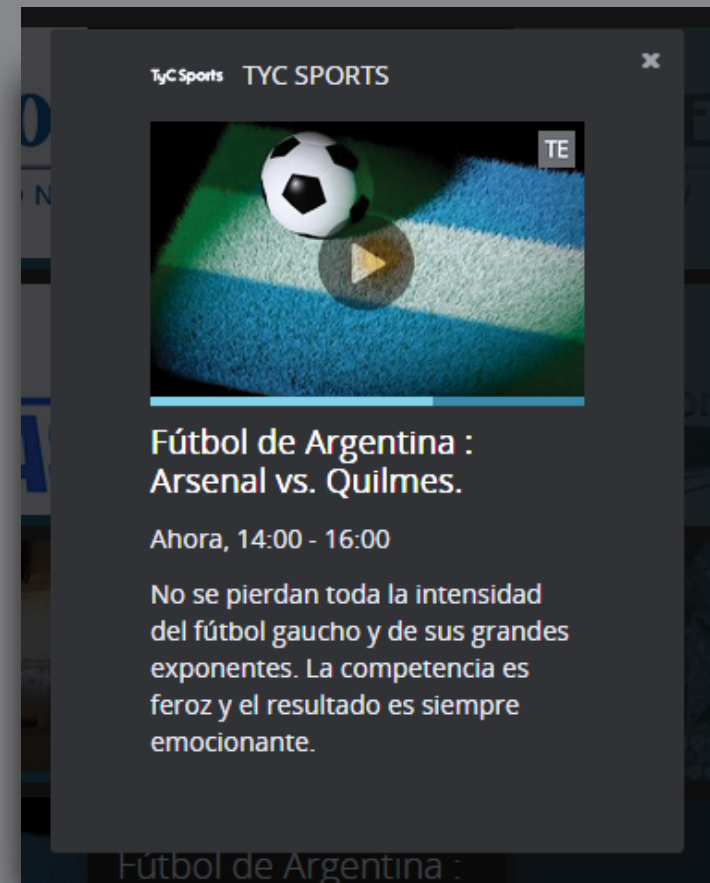 TyC Sports TYC SPORTS
TE
Fútbol de Argentina :
Arsenal vs. Quilmes.
Ahora, 14:00 - 16:00
No se pierdan toda la intensidad
del fútbol gaucho y de sus grandes
exponentes. La competencia es
feroz y el resultado es siempre
emocionante.
Fútbol de Argentina :